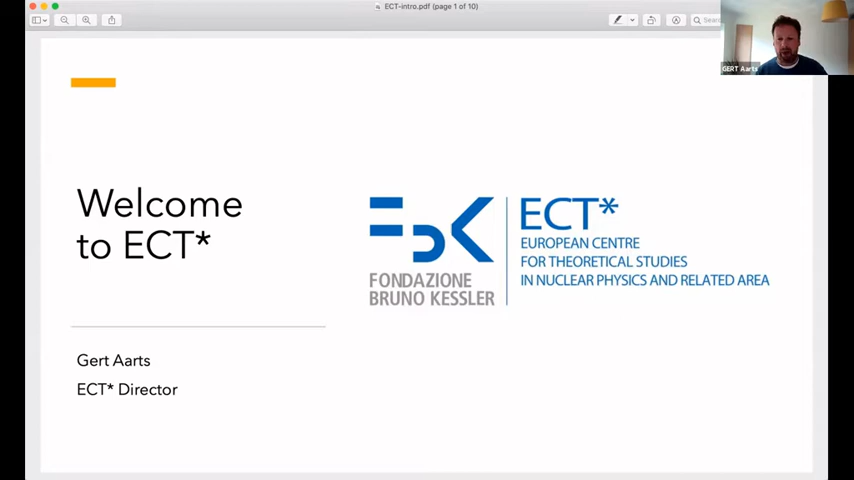 ECT-intro.pdf (page 1 of 10)
GERT Aarts
Welcome
to ECT*
FONDAZIONE
BRUNO KESSLER
ECT*
EUROPEAN CENTRE
FOR THEORETICAL STUDIES
IN NUCLEAR PHYSICS AND RELATED AREA
Gert Aarts
ECT* Director